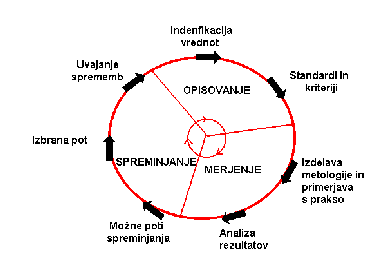 Indenfikacija
vrednot
Uvajanje
sprememb
OPISOVANJE
Standardi in
kriteriji
Izbrana pot
SPREMINJANJE
MERJENJE
Izdelava
metologije in
primerjava
s prakso
Možne poti
spreminjanja
Analiza
rezultatov